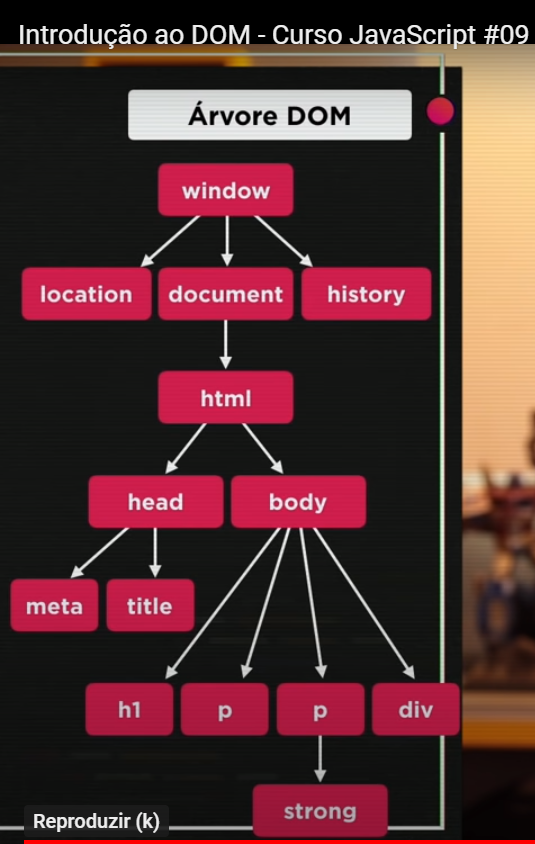 Introdução ao DOM - Curso JavaScript #09
Árvore DOM
window
location document history
html
head body
meta title
h1 p p div
strong
Reproduzir (k)